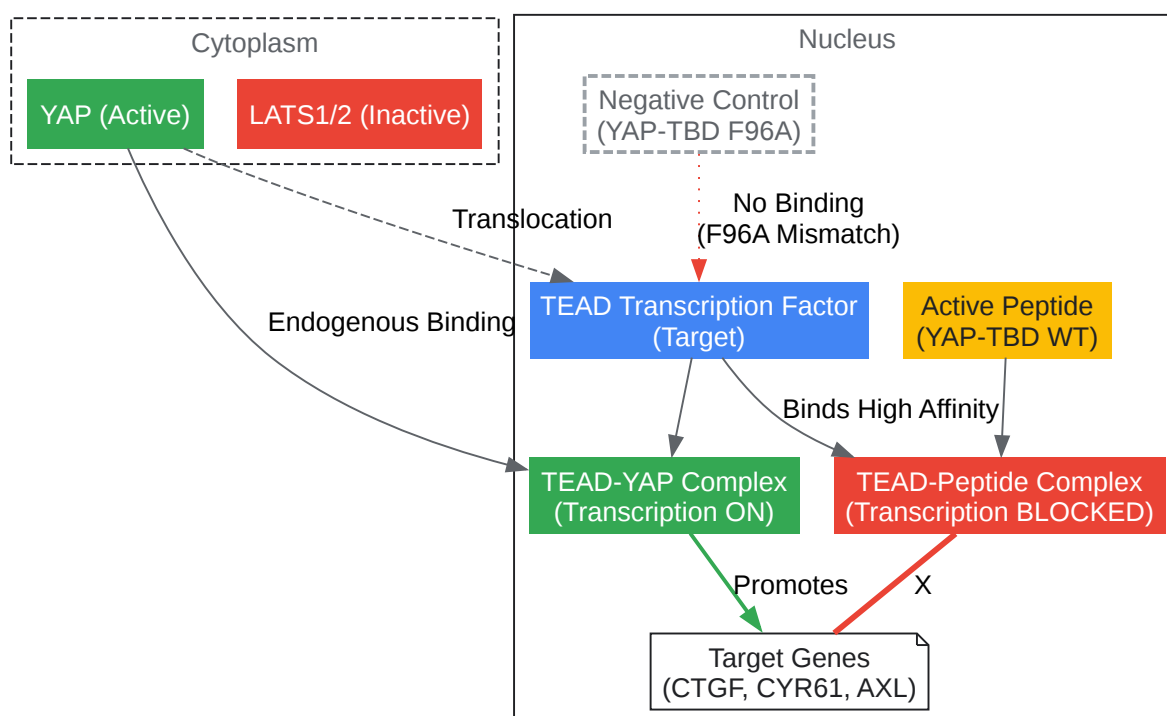 Cytoplasm
Nucleus
YAP (Active)
LATS1/2 (Inactive)
Negative Control
(YAP-TBD F96A)
Translocation
No Binding
(F96A Mismatch)
Endogenous Binding
TEAD Transcription Factor
(Target)
Active Peptide
(YAP-TBD WT)
Binds High Affinity
TEAD-YAP Complex
(Transcription ON)
TEAD-Peptide Complex
(Transcription BLOCKED)
Promotes
X
Target Genes
(CTGF, CYR61, AXL)